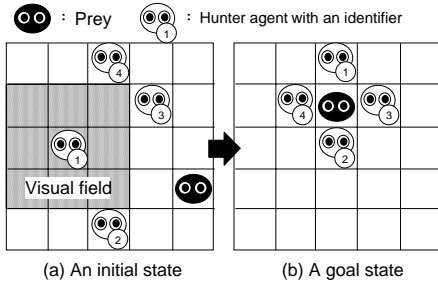 : Prey
1
: Hunter agent with an identifier
4
3
1
Visual field
2
1
4
3
2
(a) An initial state
(b) A goal state